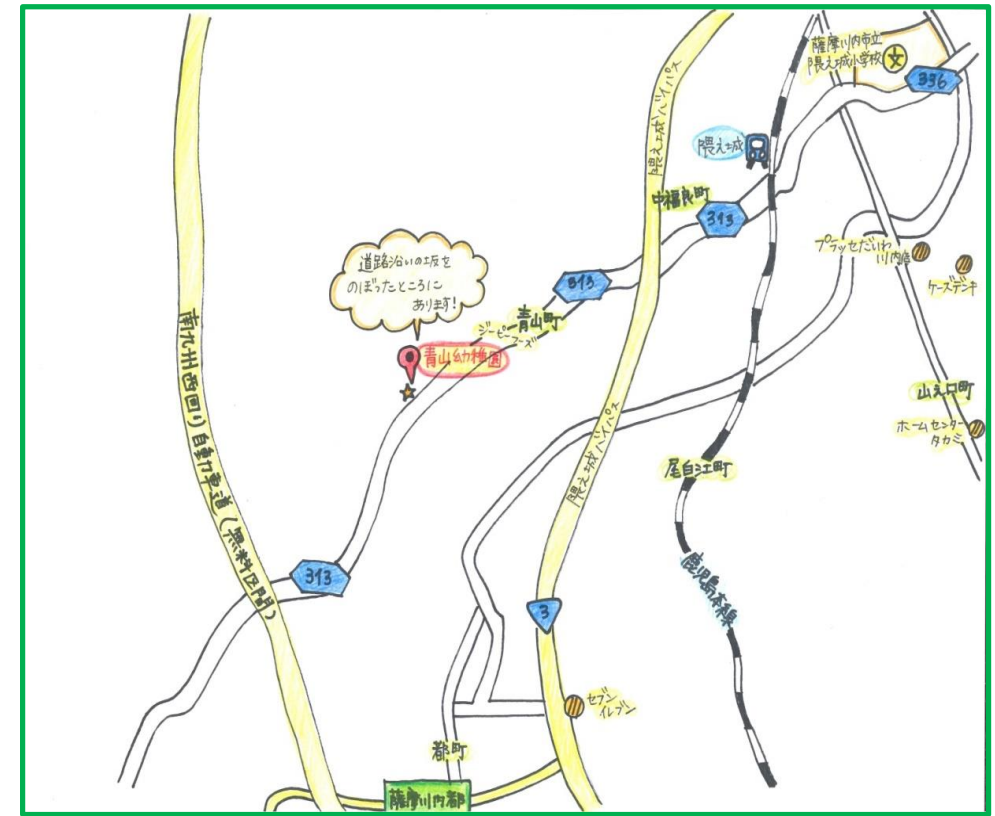 薩摩川内市立
隈之城小学校
文
336
隈之城バイパス
隈之城
中福良町
313
プラッセだいわ
川内店
ケーズデンキ
道路沿いの坂を
のぼったところに
あります!
313
青山町
ジーピーフーズ
青山幼稚園
南九州西回り自動車道(無料区間)
山之口町
ホームセンター
タカミ
隈之城バイパス
尾白江町
313
鹿児島本線
3
セブン
イレブン
都町
薩摩川内都